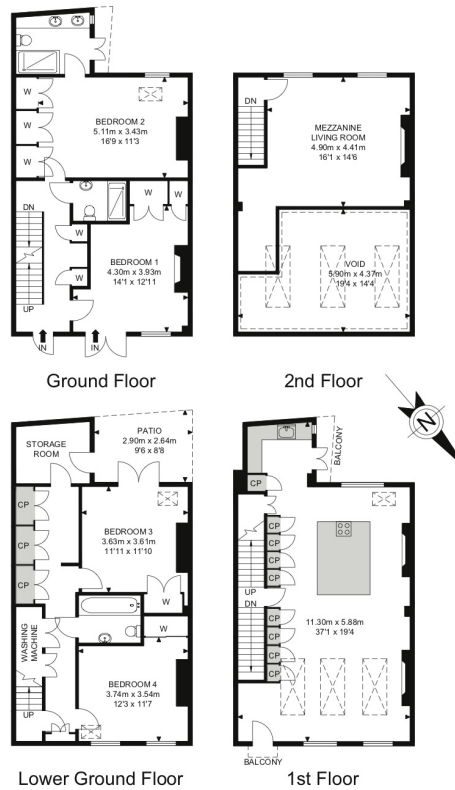 W
W
W
BEDROOM 2
5.11m x 3.43m
16'9 x 11'3
DN
UP
W
W
W
W
BEDROOM 1
4.30m x 3.93m
14'1 x 12'11
IN
IN
Ground Floor
DN
MEZZANINE
LIVING ROOM
4.90m x 4.41m
16'1 x 14'6
VOID
5.90m x 4.37m
19'4 x 14'4
2nd Floor
N
STORAGE
ROOM
PATIO
2.90m x 2.64m
9'6 x 8'8
CP
CP
CP
BEDROOM 3
3.63m x 3.61m
11'11 x 11'10
W
W
WASHING
MACHINE
UP
BEDROOM 4
3.74m x 3.54m
12'3 x 11'7
Lower Ground Floor
BALCONY
CP
CP
CP
CP
CP
UP
DN
CP
CP
CP
CP
11.30m x 5.88m
37'1 x 19'4
BALCONY
1st Floor